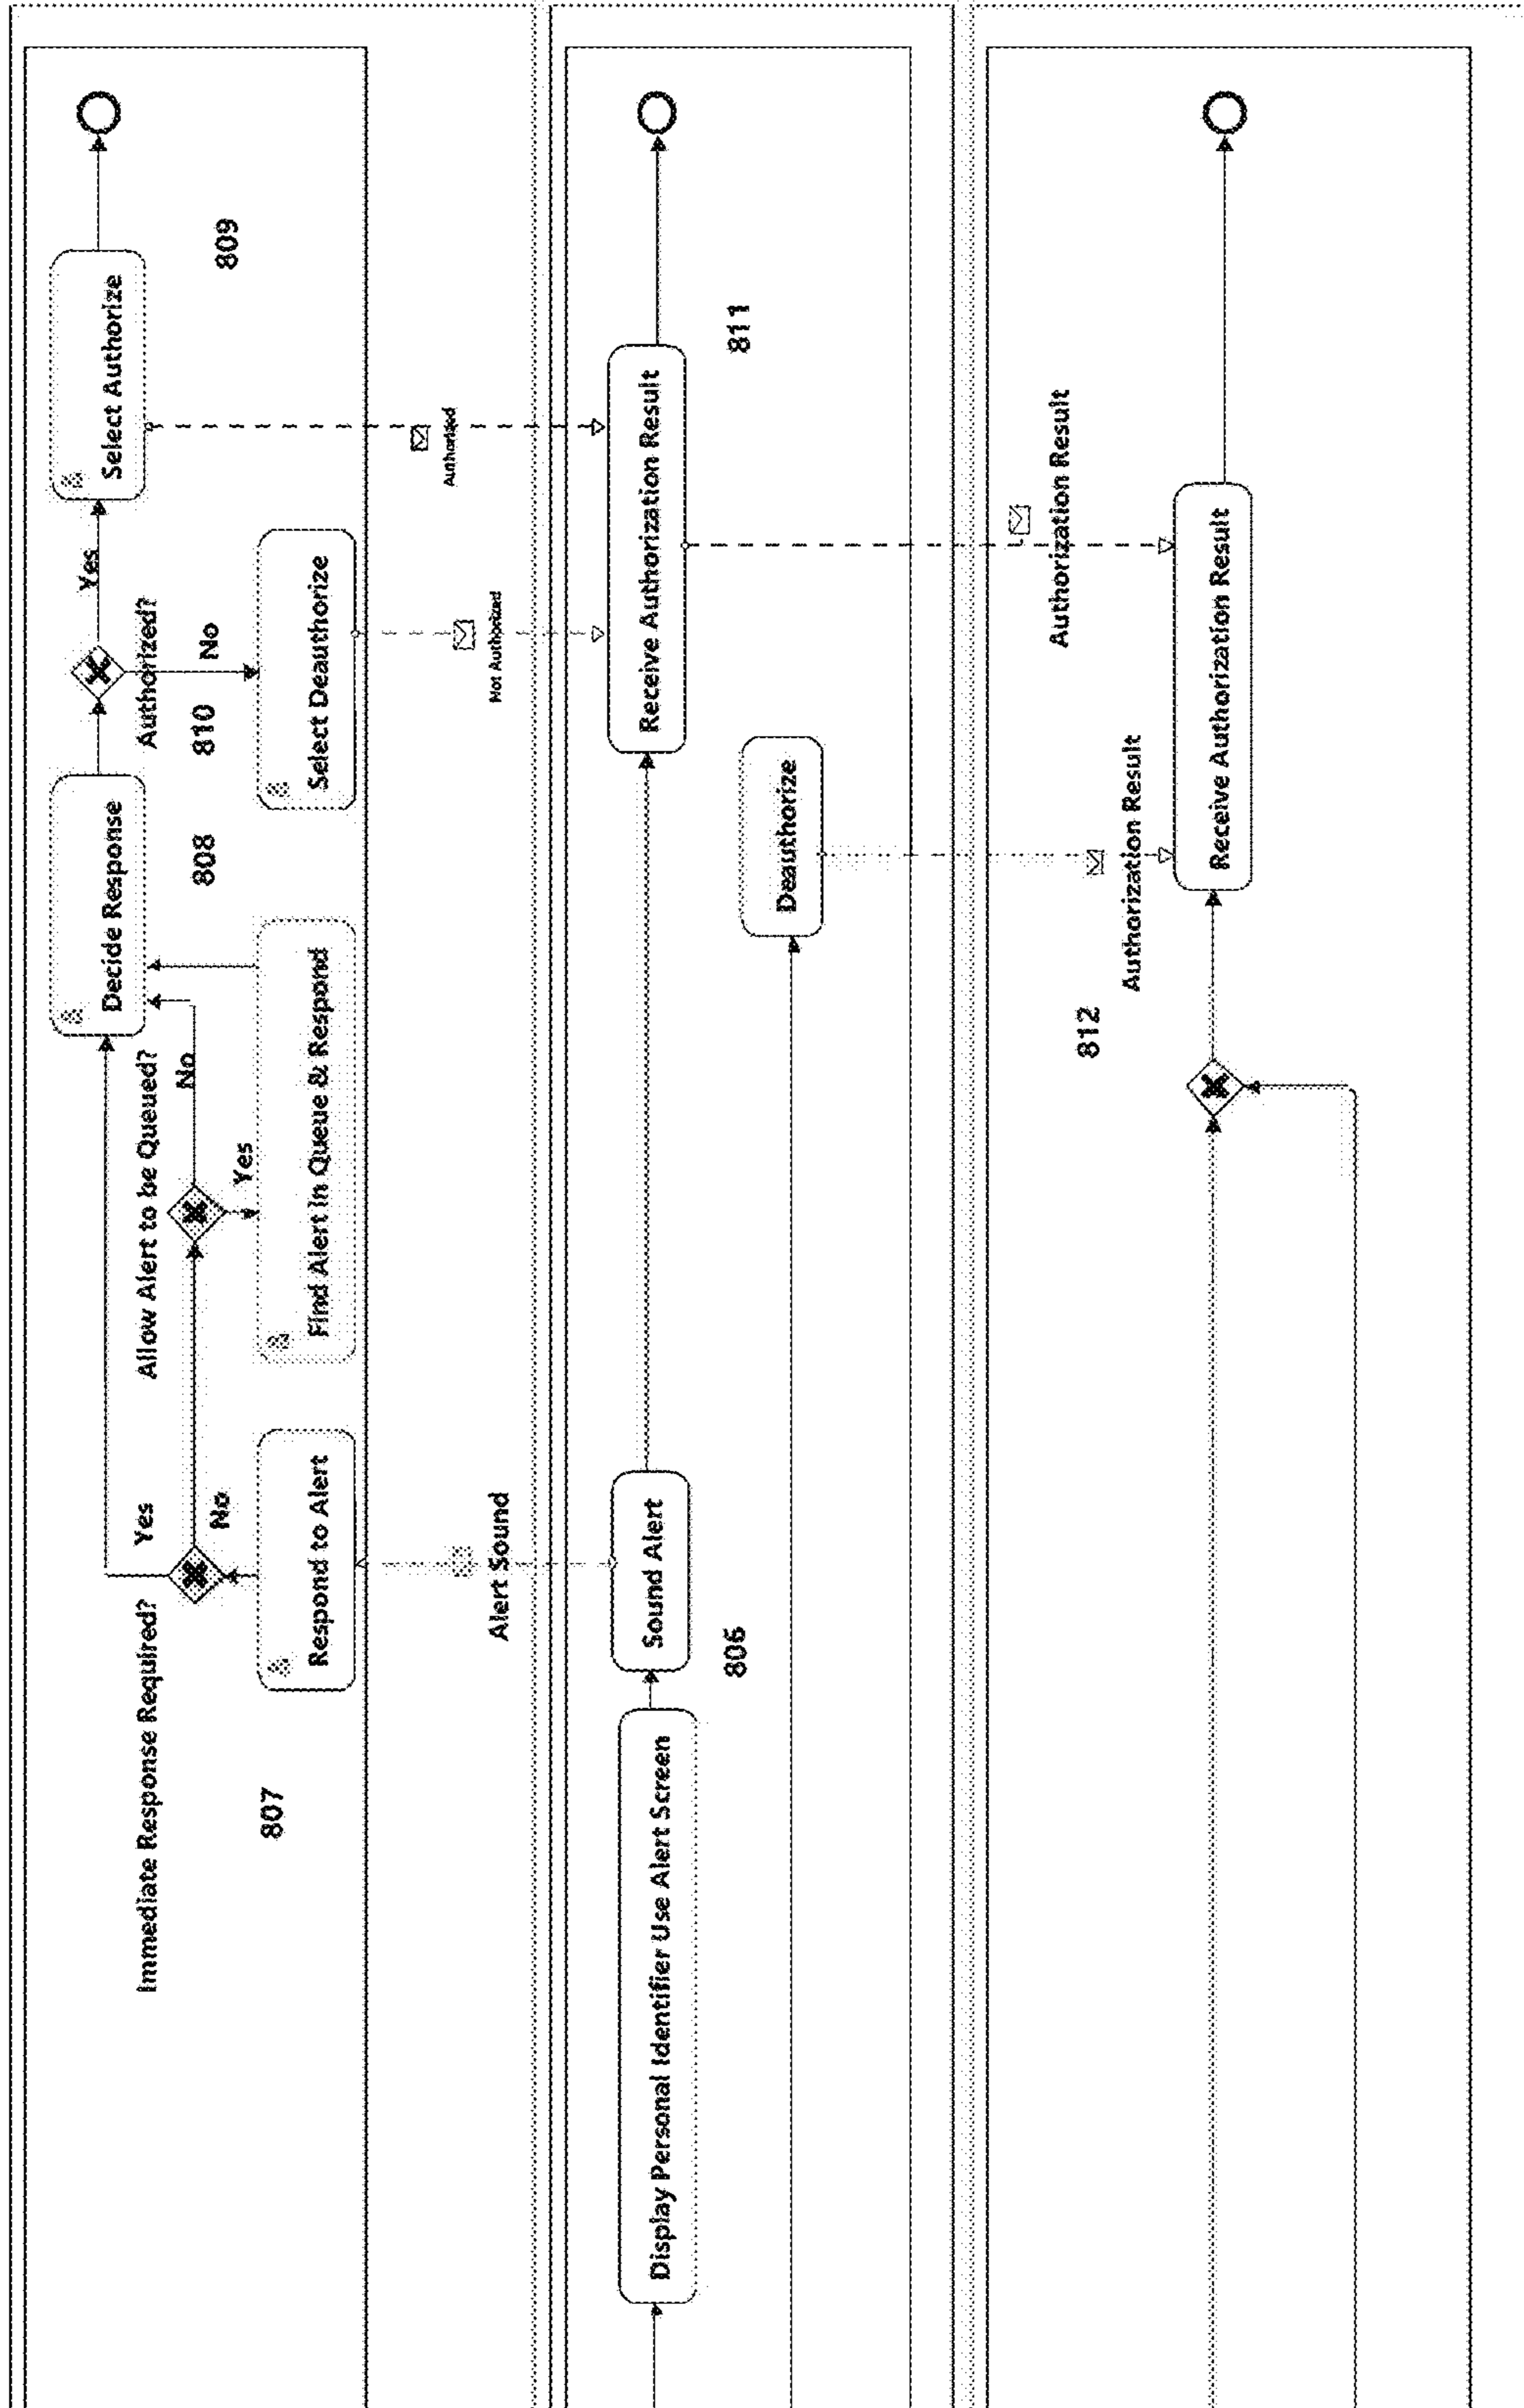 Immediate Response Required?
Yes
No
Respond to Alert
807
Allow Alert to be Queued?
No
Yes
Find Alert in Queue & Respond
Decide Response
808
Authorized?
Yes
No
810
Select Deauthorize
Select Authorize
809
Alert Sound
Not Authorized
Authorized
Display Personal Identifier Use Alert Screen
Sound Alert
806
Receive Authorization Result
811
Deauthorize
Authorization Result
Authorization Result
812
Receive Authorization Result